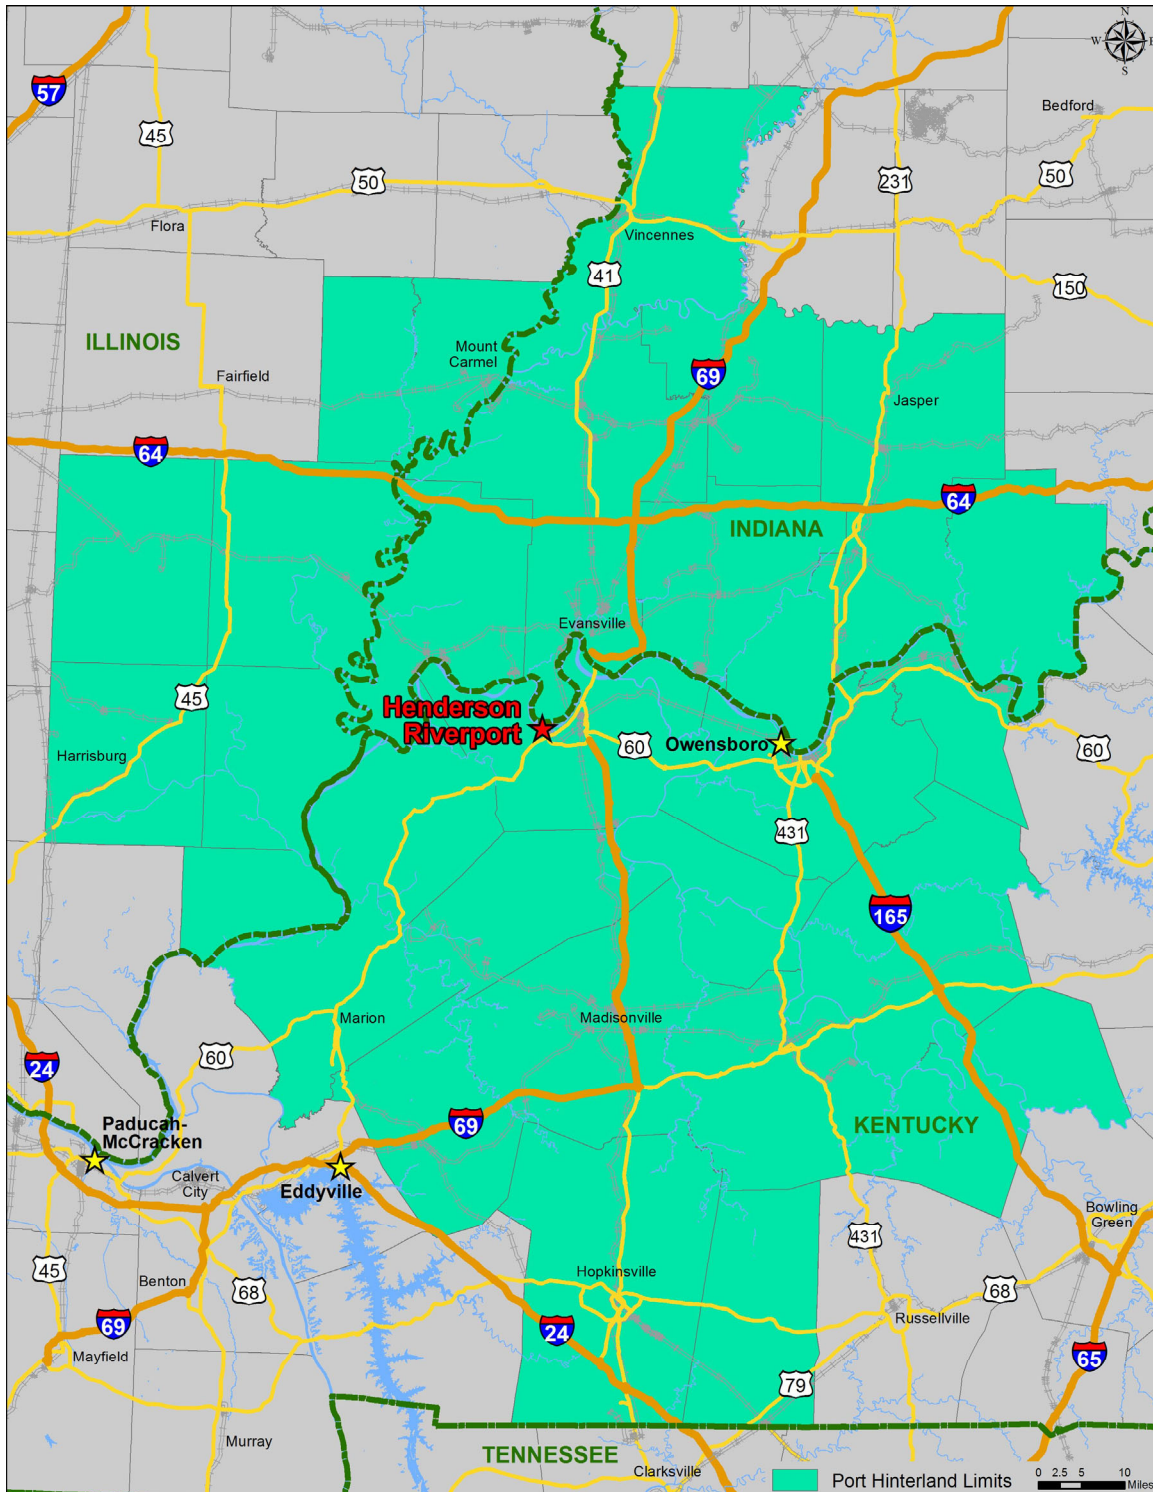 N
W
E
S
57
Bedford
45
50
50
231
Flora
Vincennes
41
150
ILLINOIS
Mount
Carmel
Fairfield
69
Jasper
64
64
INDIANA
Evansville
45
Henderson
Riverport
60
Owensboro
60
Harrisburg
431
165
Marion
Madisonville
60
24
Paducah-
McCracken
69
KENTUCKY
Calvert
City
Eddyville
Bowling
Green
431
45
Benton
68
Hopkinsville
68
69
24
Russellville
Mayfield
65
79
Murray
TENNESSEE
Clarksville
Port Hinterland Limits
0 2.5 5 10
Miles